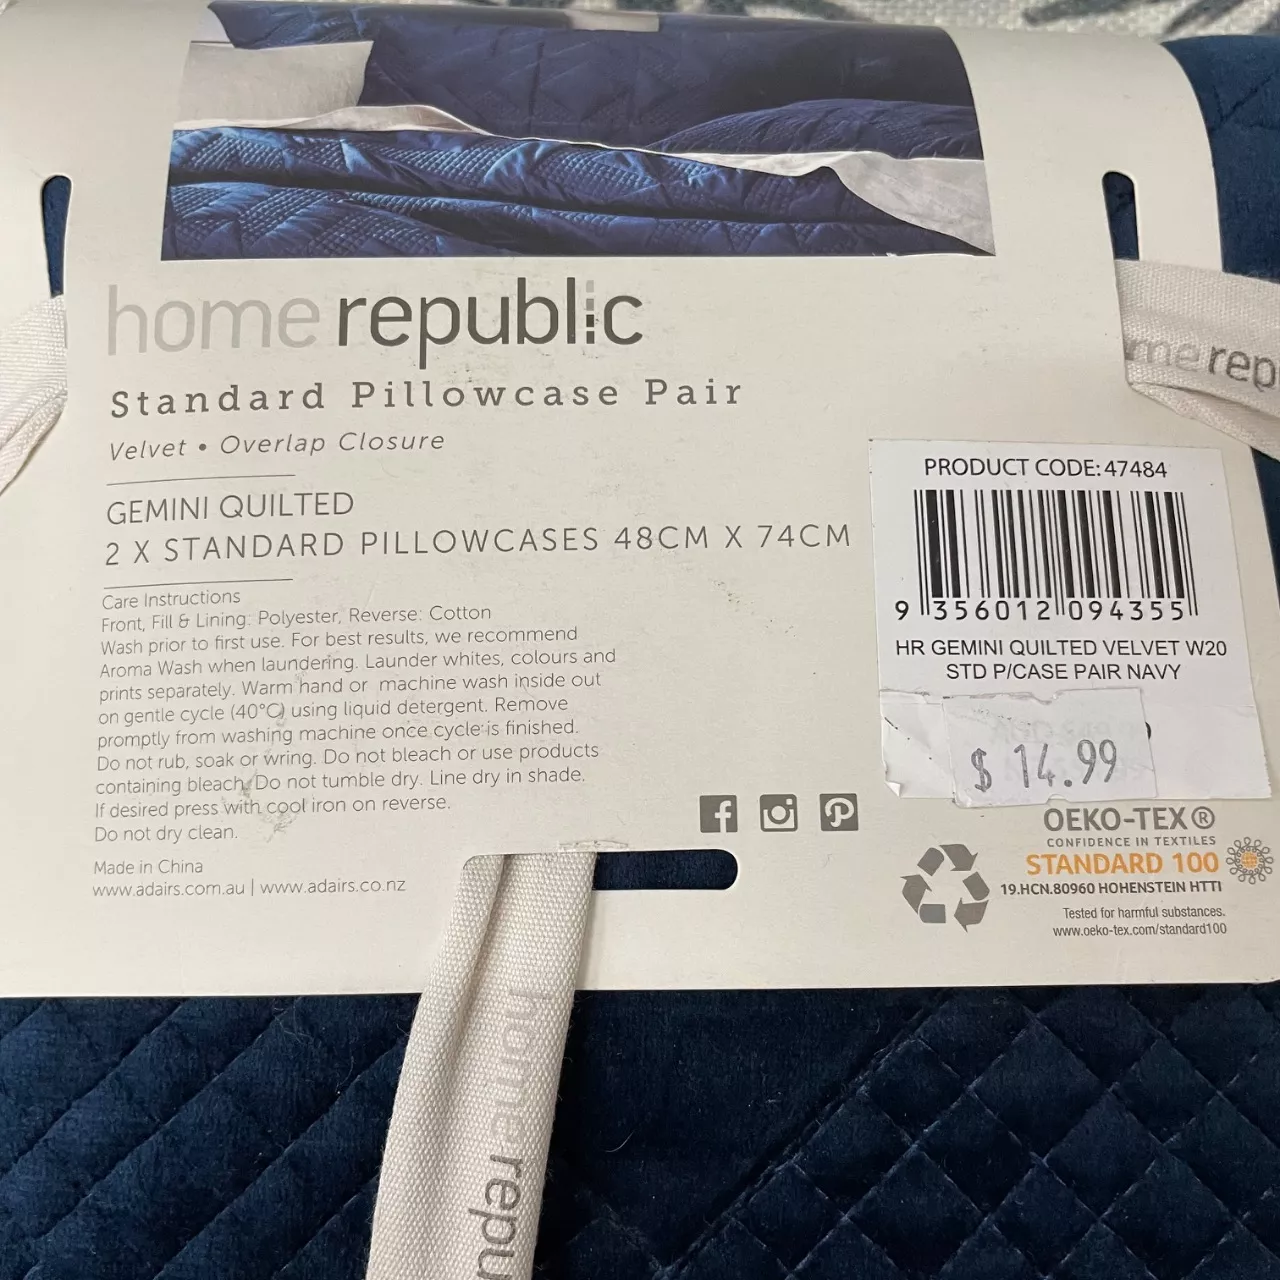 home republic
Standard Pillowcase Pair
Velvet • Overlap Closure
GEMINI QUILTED
2 X STANDARD PILLOWCASES 48CM X 74CM
Care Instructions
Front, Fill & Lining: Polyester, Reverse: Cotton
Wash prior to first use. For best results, we recommend
Aroma Wash when laundering. Launder whites, colours and
prints separately. Warm hand or machine wash inside out
on gentle cycle (40°C) using liquid detergent. Remove
promptly from washing machine once cycle is finished.
Do not rub, soak or wring. Do not bleach or use products
containing bleach. Do not tumble dry. Line dry in shade.
If desired press with cool iron on reverse.
Do not dry clean.
Made in China
www.adairs.com.au | www.adairs.co.nz
me rep
PRODUCT CODE:47484
9 356012 094355
HR GEMINI QUILTED VELVET W20
STD P/CASE PAIR NAVY
$ 14.99
OEKO-TEX®
CONFIDENCE IN TEXTILES
STANDARD 100
19.HCN.80960 HOHENSTEIN HTTI
Tested for harmful substances.
www.oeko-tex.com/standard100
home repu